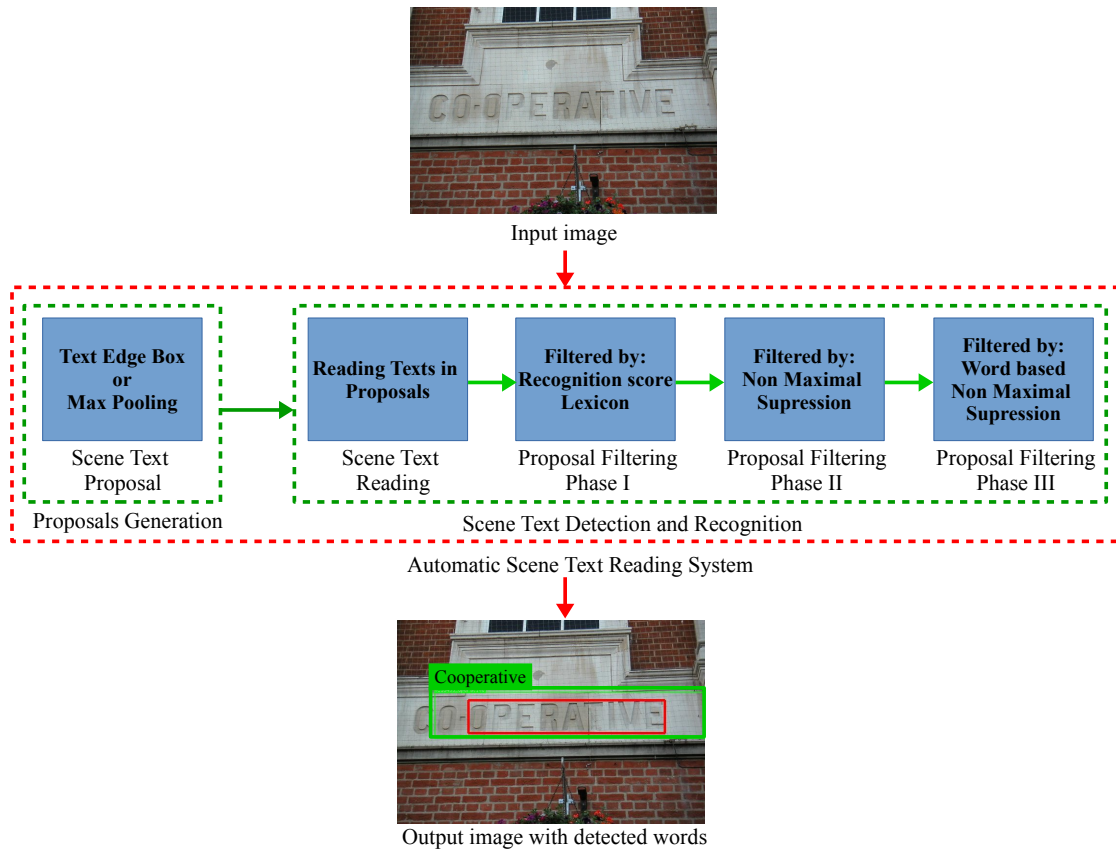 CO-OPERATIVE
Input image
Text Edge Box
or
Max Pooling
Scene Text
Proposal
Proposals Generation
Reading Texts in
Proposals
Scene Text
Reading
Filtered by:
Recognition score
Lexicon
Proposal Filtering
Phase I
Filtered by:
Non Maximal
Supression
Proposal Filtering
Phase II
Filtered by:
Word based
Non Maximal
Supression
Proposal Filtering
Phase III
Scene Text Detection and Recognition
Automatic Scene Text Reading System
Cooperative
CO-OPERATIVE
Output image with detected words